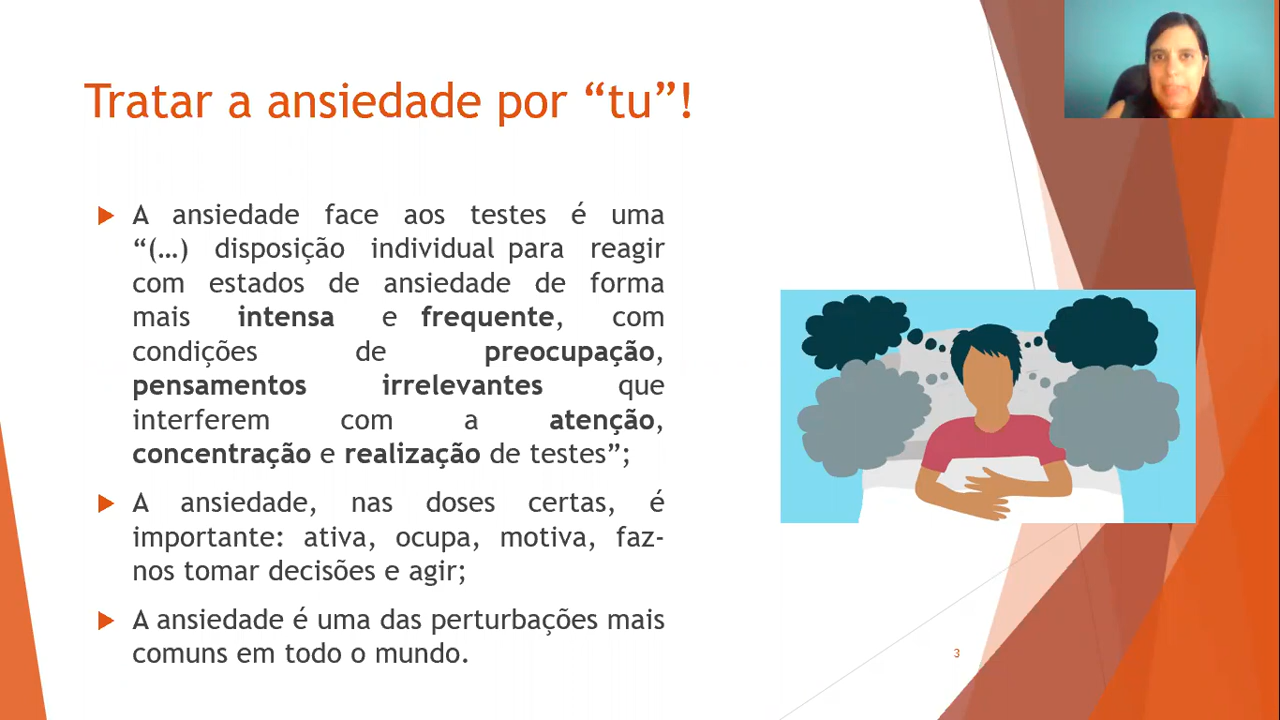 Tratar a ansiedade por “tu”!
A ansiedade face aos testes é uma
“(…) disposição individual para reagir
com estados de ansiedade de forma
mais intensa e frequente, com
condições de preocupação,
pensamentos irrelevantes que
interferem com a atenção,
concentração e realização de testes”;
A ansiedade, nas doses certas, é
importante: ativa, ocupa, motiva, faz-
nos tomar decisões e agir;
A ansiedade é uma das perturbações mais
comuns em todo o mundo.
3